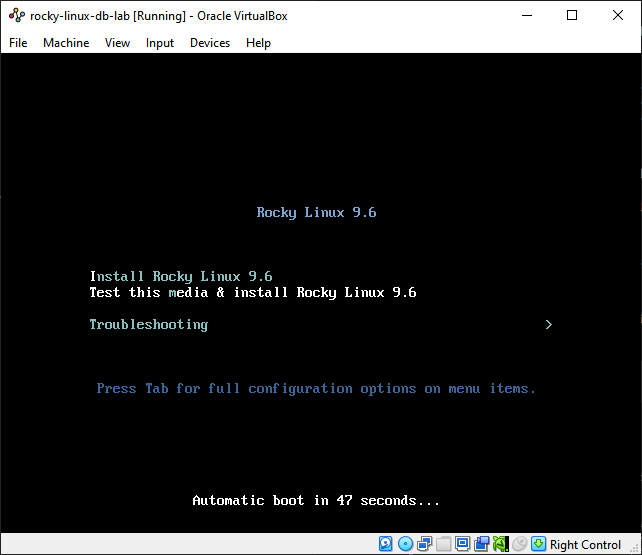 rocky-linux-db-lab [Running] - Oracle VirtualBox
File Machine View Input Devices Help
Rocky Linux 9.6
Install Rocky Linux 9.6
Test this media & install Rocky Linux 9.6
Troubleshooting >
Press Tab for full configuration options on menu items.
Automatic boot in 47 seconds...
Right Control